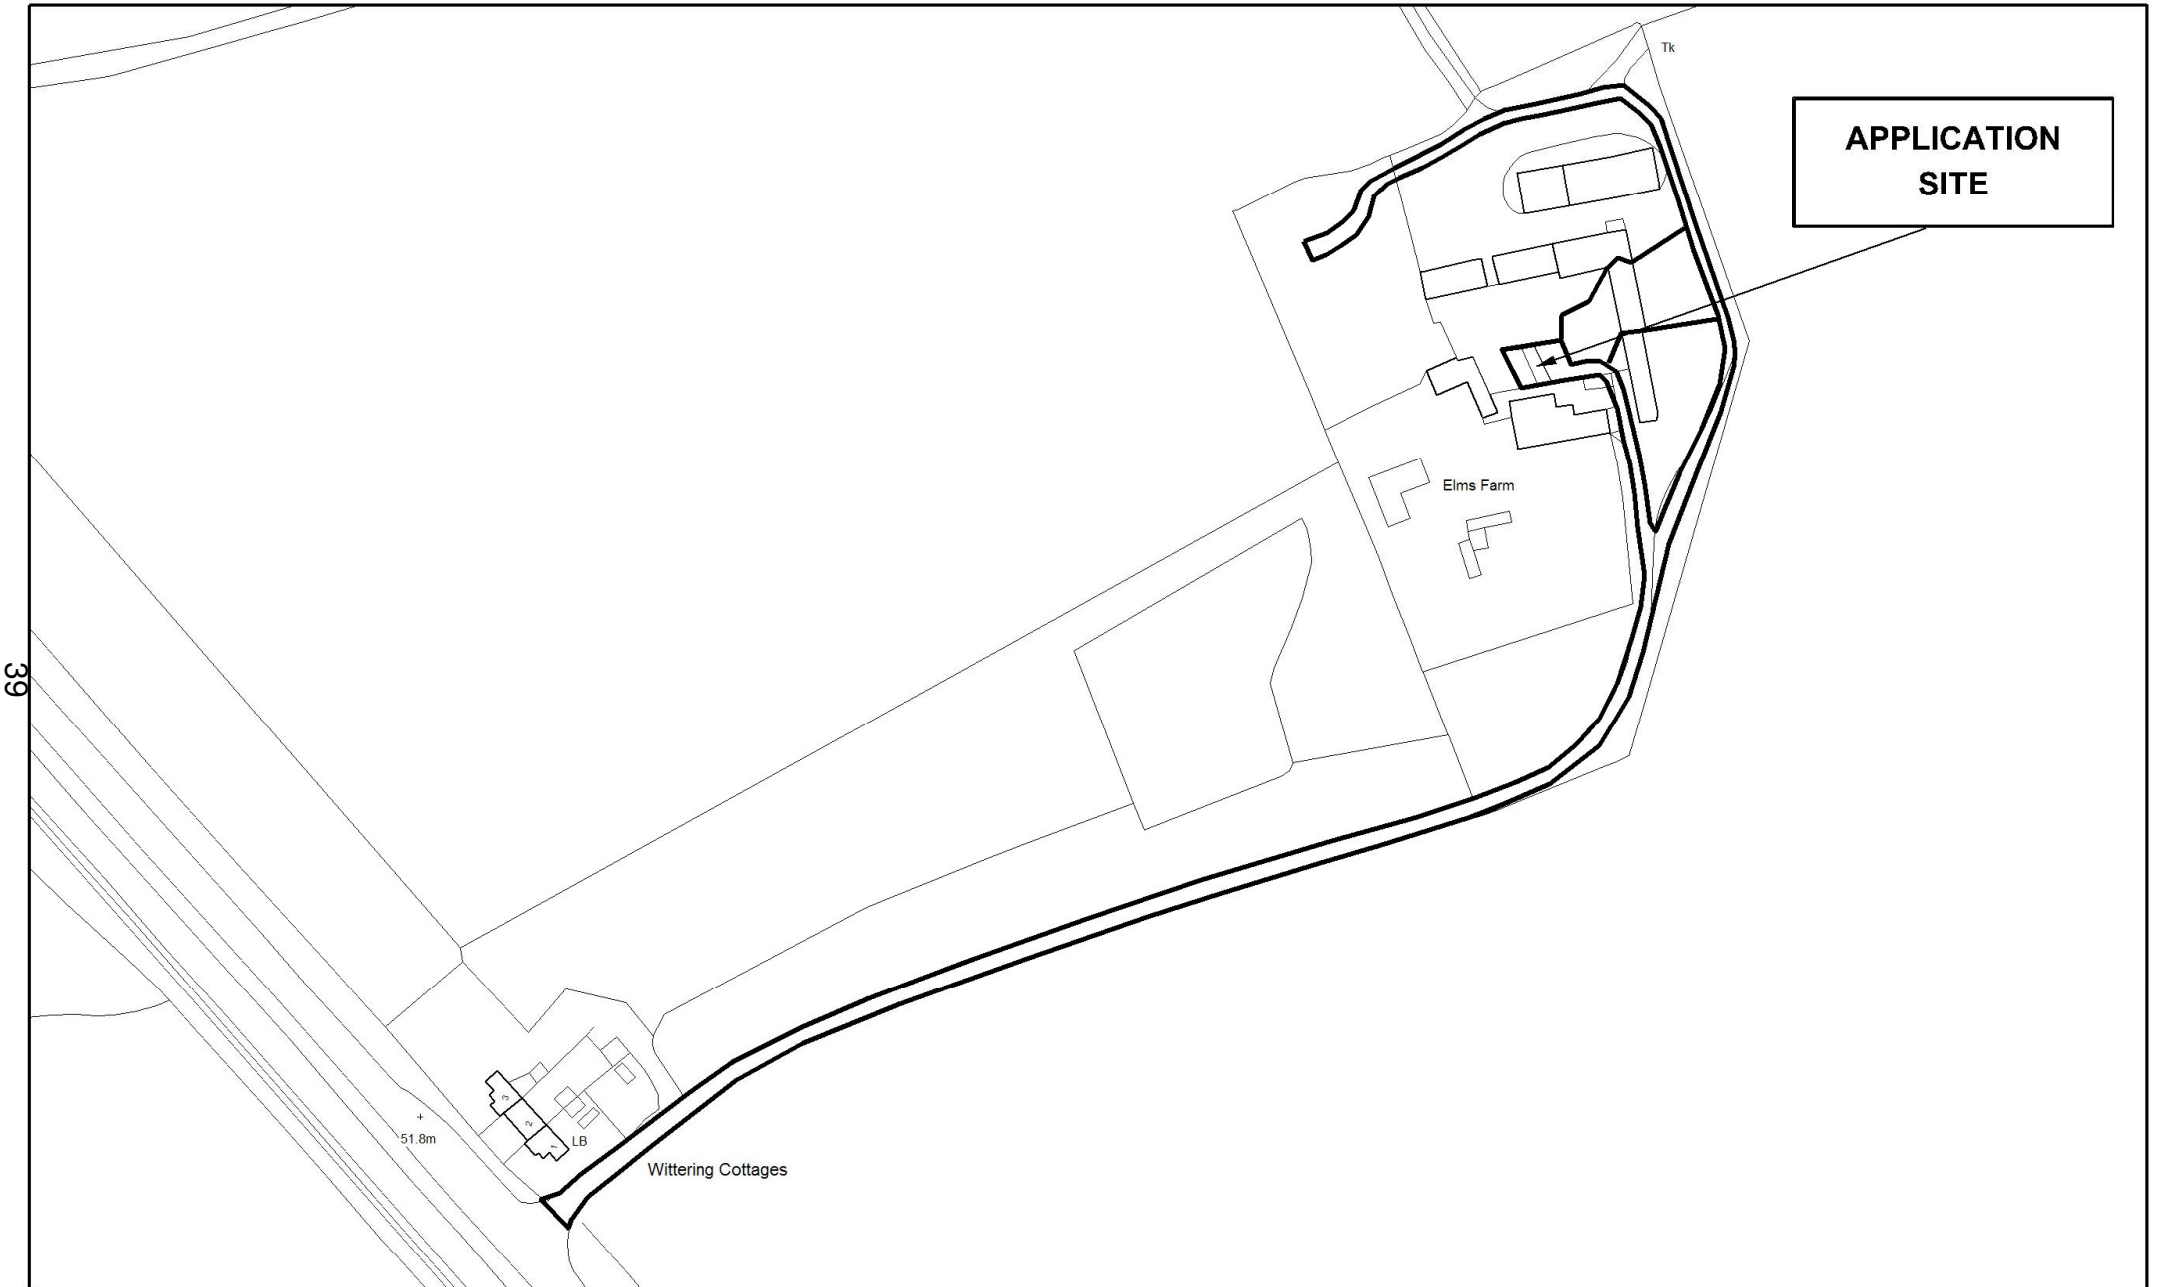 Tk
APPLICATION
SITE
Elms Farm
39
3
2
1
LB
51.8m
Wittering Cottages